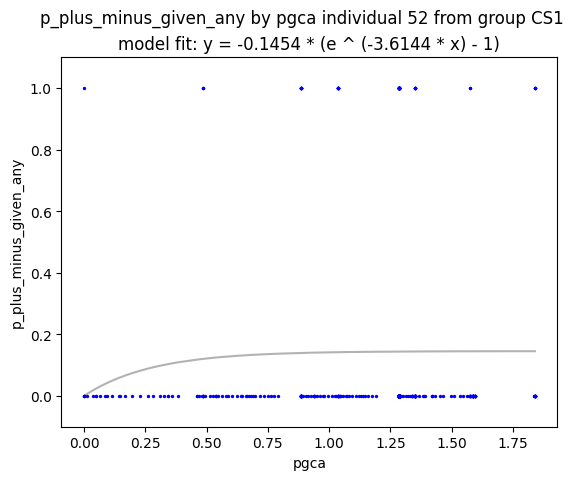 p_plus_minus_given_any by pgca individual 52 from group CS1
model fit: y = -0.1454 * (e ^ (-3.6144 * x) - 1)
1.0
0.8
0.6
0.4
0.2
0.0
p_plus_minus_given_any
0.00 0.25 0.50 0.75 1.00 1.25 1.50 1.75
pgca